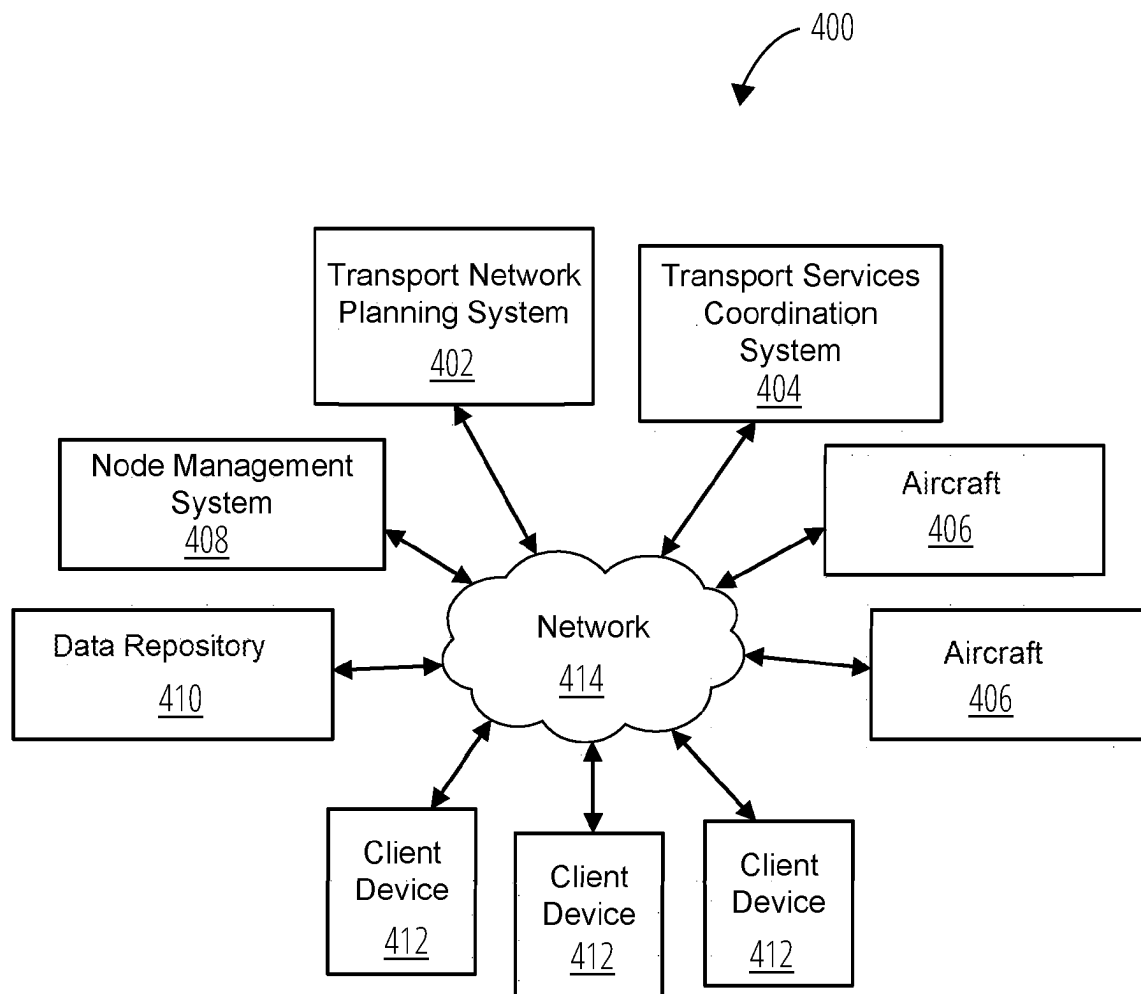 400
Transport Network
Planning System
402
Transport Services
Coordination
System
404
Node Management
System
408
Aircraft
406
Data Repository
410
Network
414
Aircraft
406
Client
Device
412
Client
Device
412
Client
Device
412